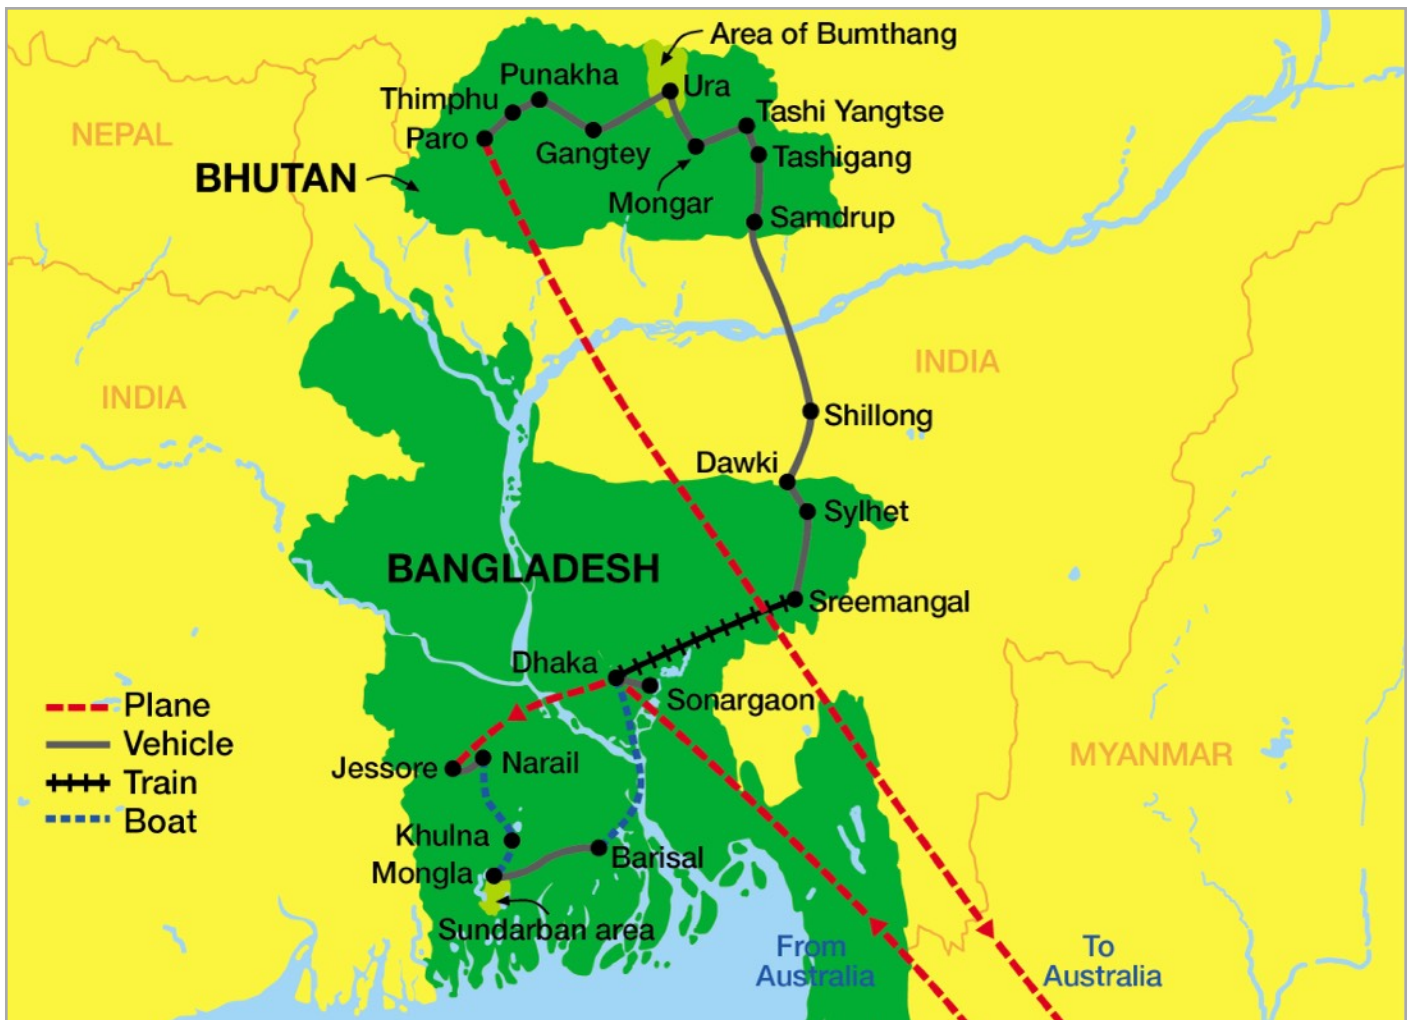 Area of Bumthang
Punakha
Ura
Thimphu
Tashi Yangtse
NEPAL
Paro
Gangtey
Tashigang
BHUTAN
Mongar
Samdrup
INDIA
INDIA
Shillong
Dawki
Sylhet
BANGLADESH
Sreemangal
Dhaka
Sonargaon
Plane
Vehicle
Train
Boat
Jessore
Narail
MYANMAR
Khulna
Barisal
Mongla
Sundarban area
From
Australia
To
Australia